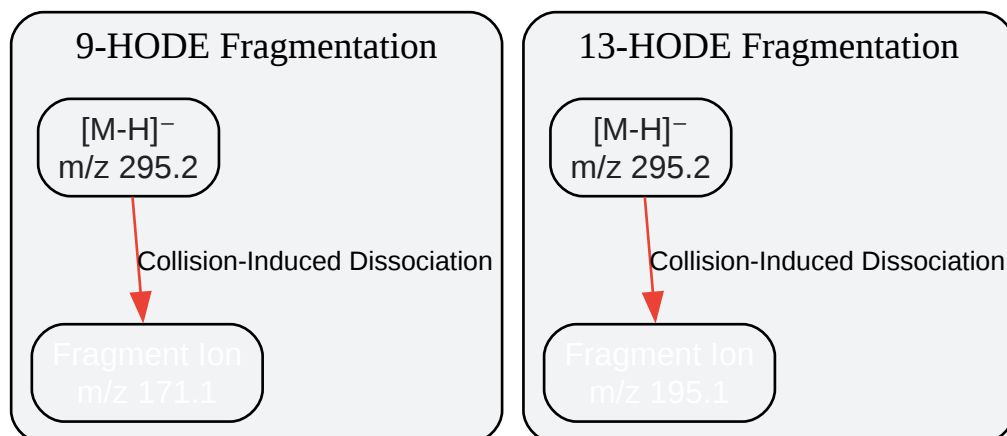 9-HODE Fragmentation
[M-H]⁻
m/z 295.2
Collision-Induced Dissociation
Fragment Ion
m/z 171.1
13-HODE Fragmentation
[M-H]⁻
m/z 295.2
Collision-Induced Dissociation
Fragment Ion
m/z 195.1